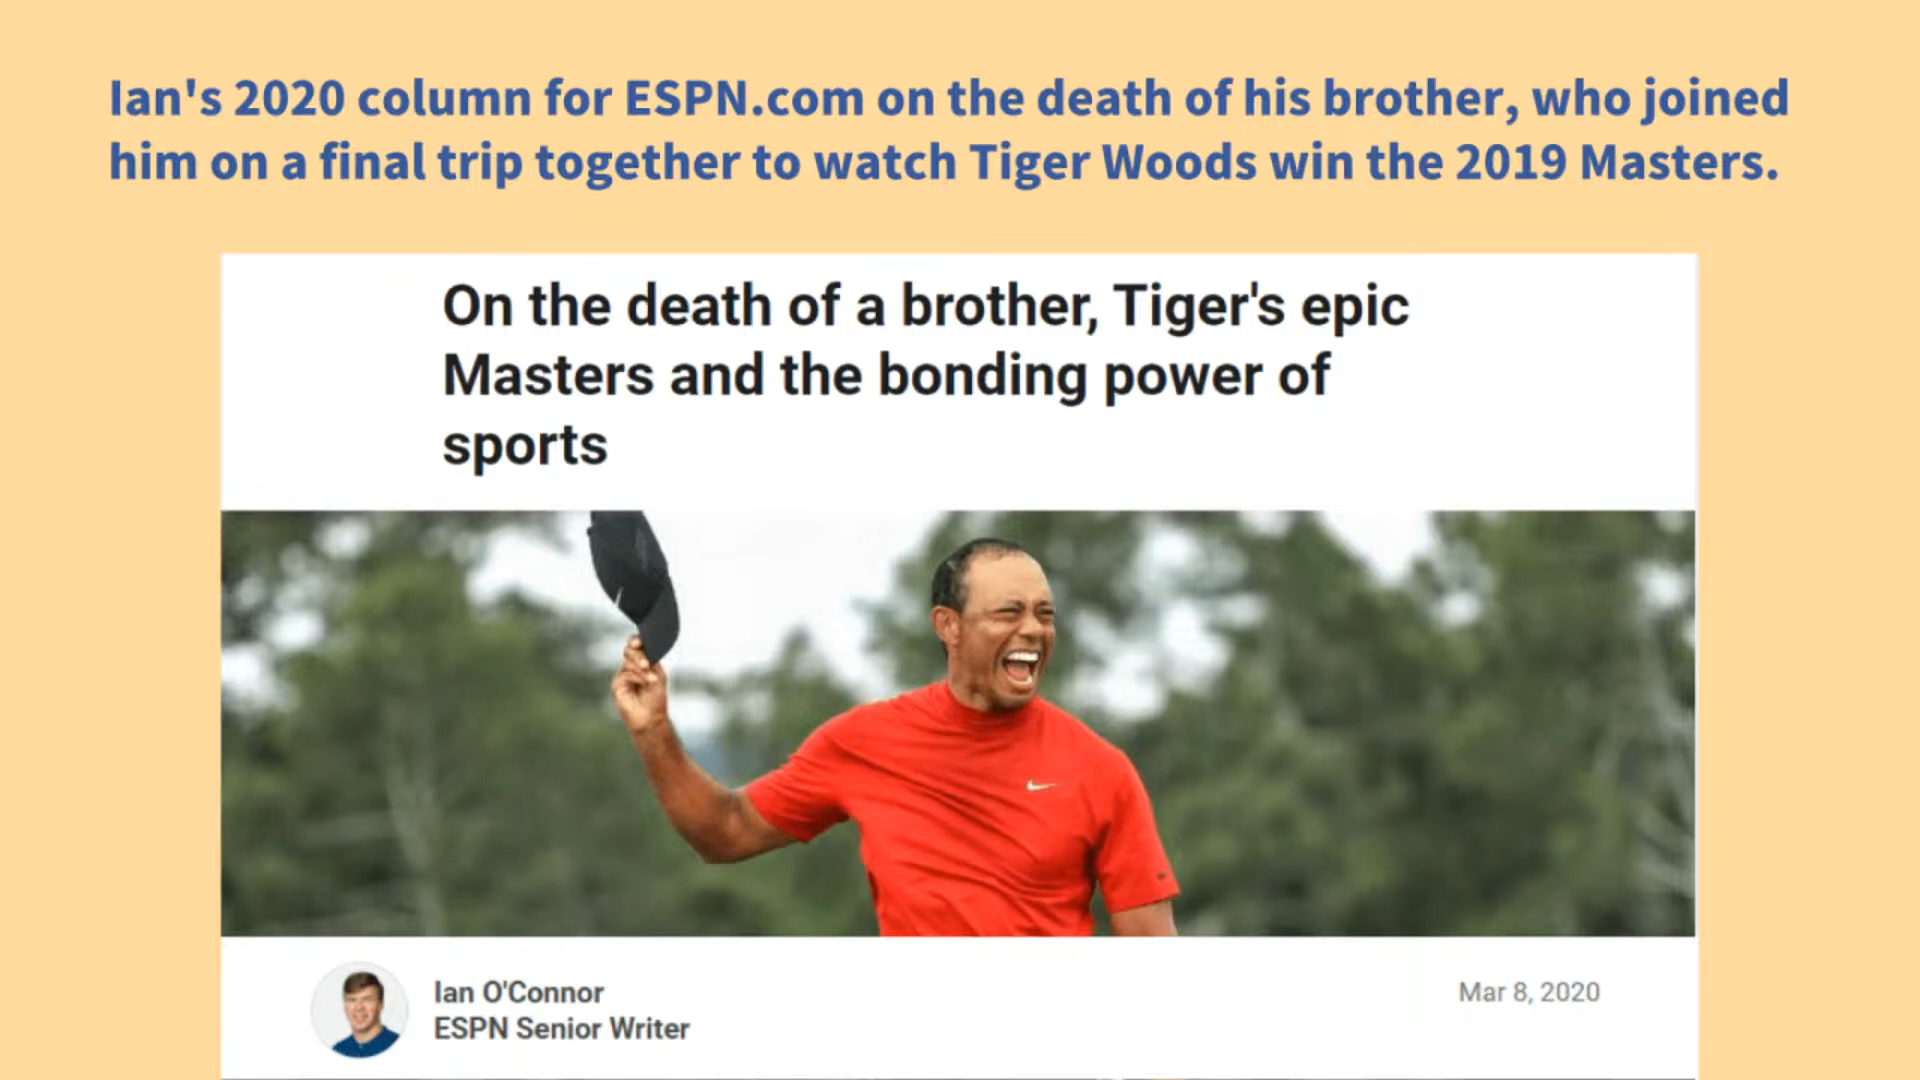 Ian's 2020 column for ESPN.com on the death of his brother, who joined
him on a final trip together to watch Tiger Woods win the 2019 Masters.
On the death of a brother, Tiger's epic
Masters and the bonding power of
sports
Ian O'Connor
Mar 8, 2020
ESPN Senior Writer